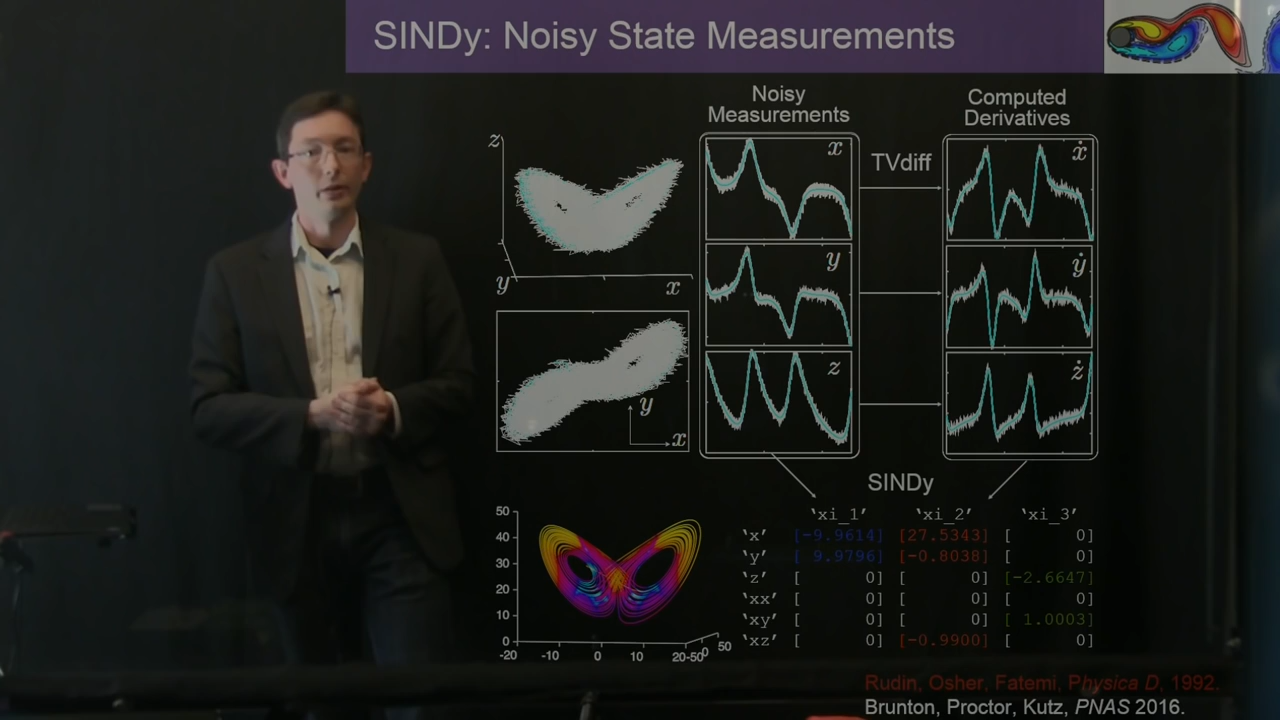 SINDy: Noisy State Measurements
Noisy
Measurements
Computed
Derivatives
z
y
x
x
TVdiff
ẋ
y
ẏ
z
ż
y
x
SINDy
50
40
30
20
10
0
-20
-10
0
10
20
-50
0
50
'xi_1' 'xi_2' 'xi_3'
'x' [-9.9614] [27.5343] [ 0]
'y' [ 9.9796] [-0.8038] [ 0]
'z' [ 0] [ 0] [-2.6647]
'xx' [ 0] [ 0] [ 0]
'xy' [ 0] [ 0] [ 1.0003]
'xz' [ 0] [-0.9900] [ 0]
Rudin, Osher, Fatemi, Physica D, 1992.
Brunton, Proctor, Kutz, PNAS 2016.